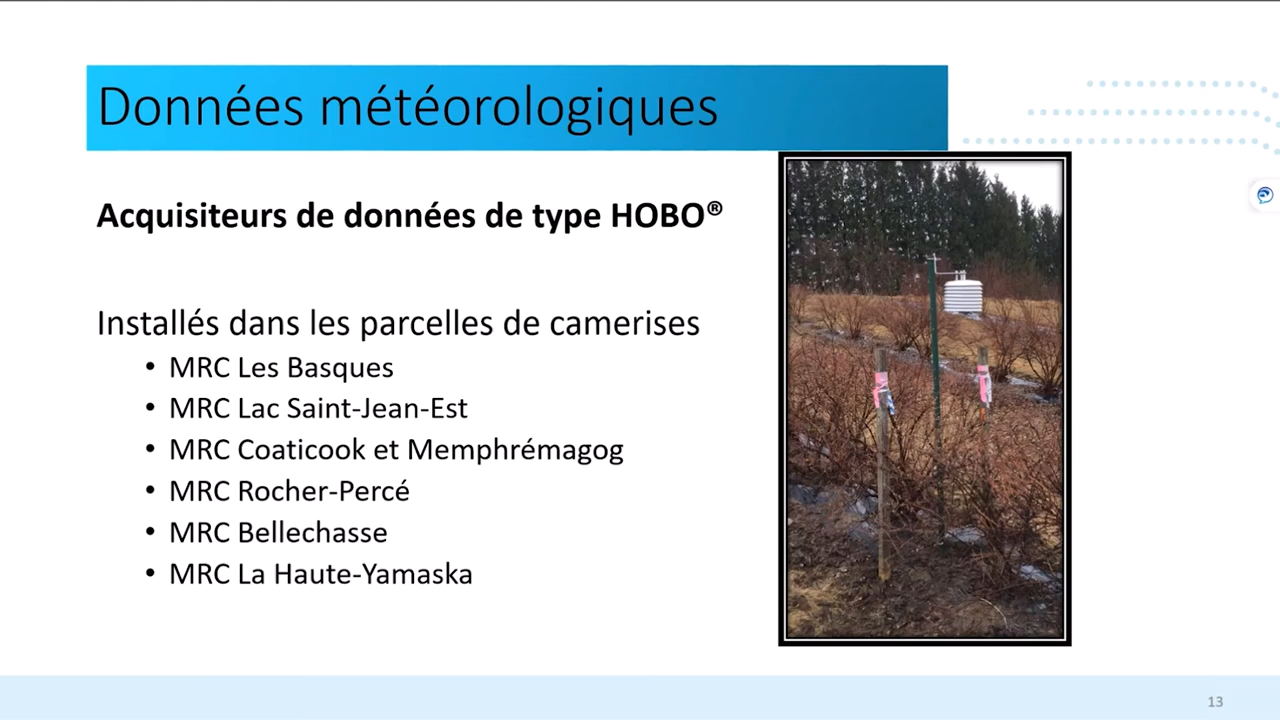 Données météorologiques
Acquisiteurs de données de type HOBO®
Installés dans les parcelles de camerises
• MRC Les Basques
• MRC Lac Saint-Jean-Est
• MRC Coaticook et Memphrémagog
• MRC Rocher-Percé
• MRC Bellechasse
• MRC La Haute-Yamaska
13